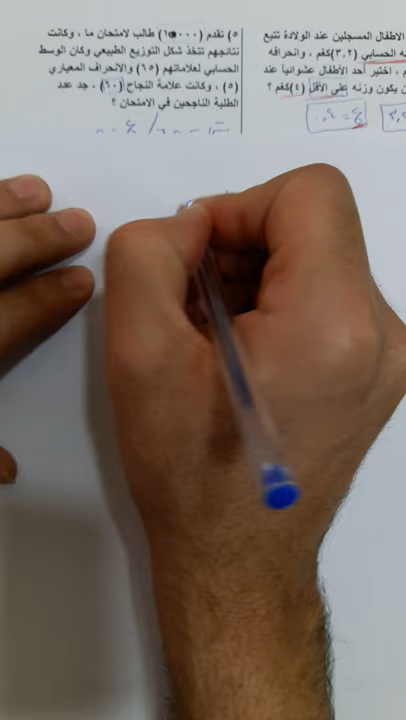 الاطفال المسجلين عند الولادة تتبع
الحسابي (٣,٢) كغم ، وانحرافه
، اختير أحد الأطفال عشوائياً عند
يكون وزنه على الأقل (٤) كغم ؟
٥) تقدم (١٠٠٠٠) طالب لامتحان ما ، وكانت
نتائجهم تتخذ شكل التوزيع الطبيعي وكان الوسط
الحسابي لعلاماتهم (٦٥) والانحراف المعياري
(٥) ، وكانت علامة النجاح (٦٠) ، جد عدد
الطلبة الناجحين في الامتحان ؟